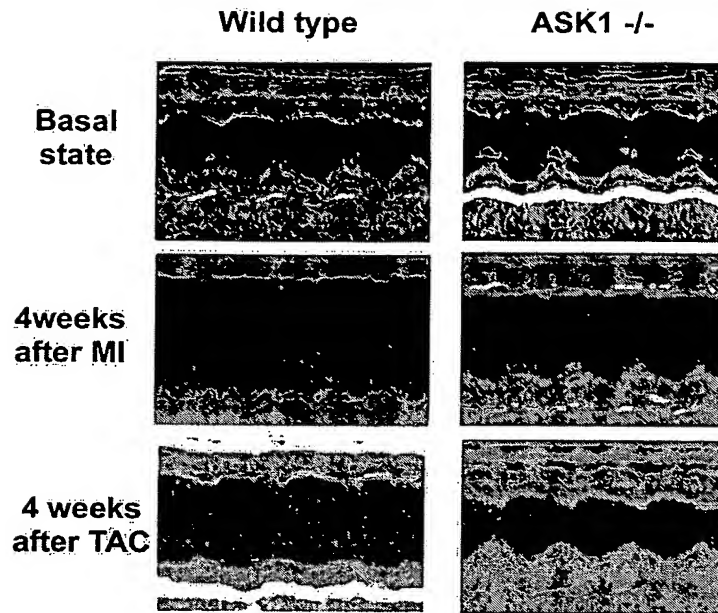 Wild type
ASK1 -/-
Basal
state
4weeks
after MI
4 weeks
after TAC